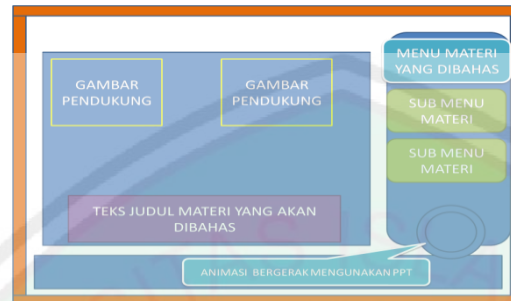 GAMBAR
PENDUKUNG
GAMBAR
PENDUKUNG
TEKS JUDUL MATERI YANG AKAN
DIBAHAS
MENU MATERI
YANG DIBAHAS
SUB MENU
MATERI
SUB MENU
MATERI
ANIMASI BERGERAK MENGUNAKAN PPT